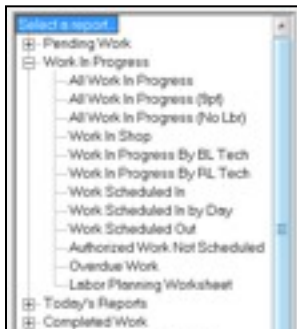 Select a report...
Pending Work
Work In Progress
All Work In Progress
All Work In Progress (9pt)
All Work In Progress (No Lbr)
Work In Shop
Work In Progress By BL Tech
Work In Progress By RL Tech
Work Scheduled In
Work Scheduled In by Day
Work Scheduled Out
Authorized Work Not Scheduled
Overdue Work
Labor Planning Worksheet
Today's Reports
Completed Work